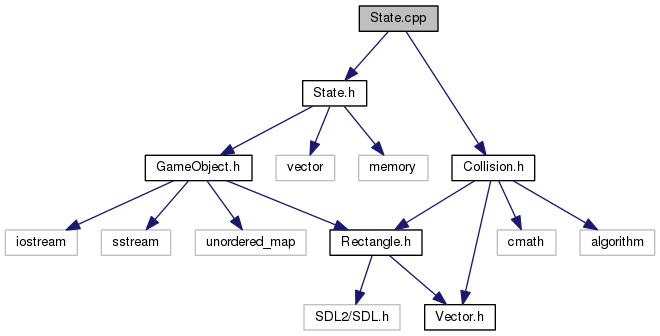 State.cpp
State.h
GameObject.h
vector
memory
Collision.h
iostream
sstream
unordered_map
Rectangle.h
cmath
algorithm
SDL2/SDL.h
Vector.h